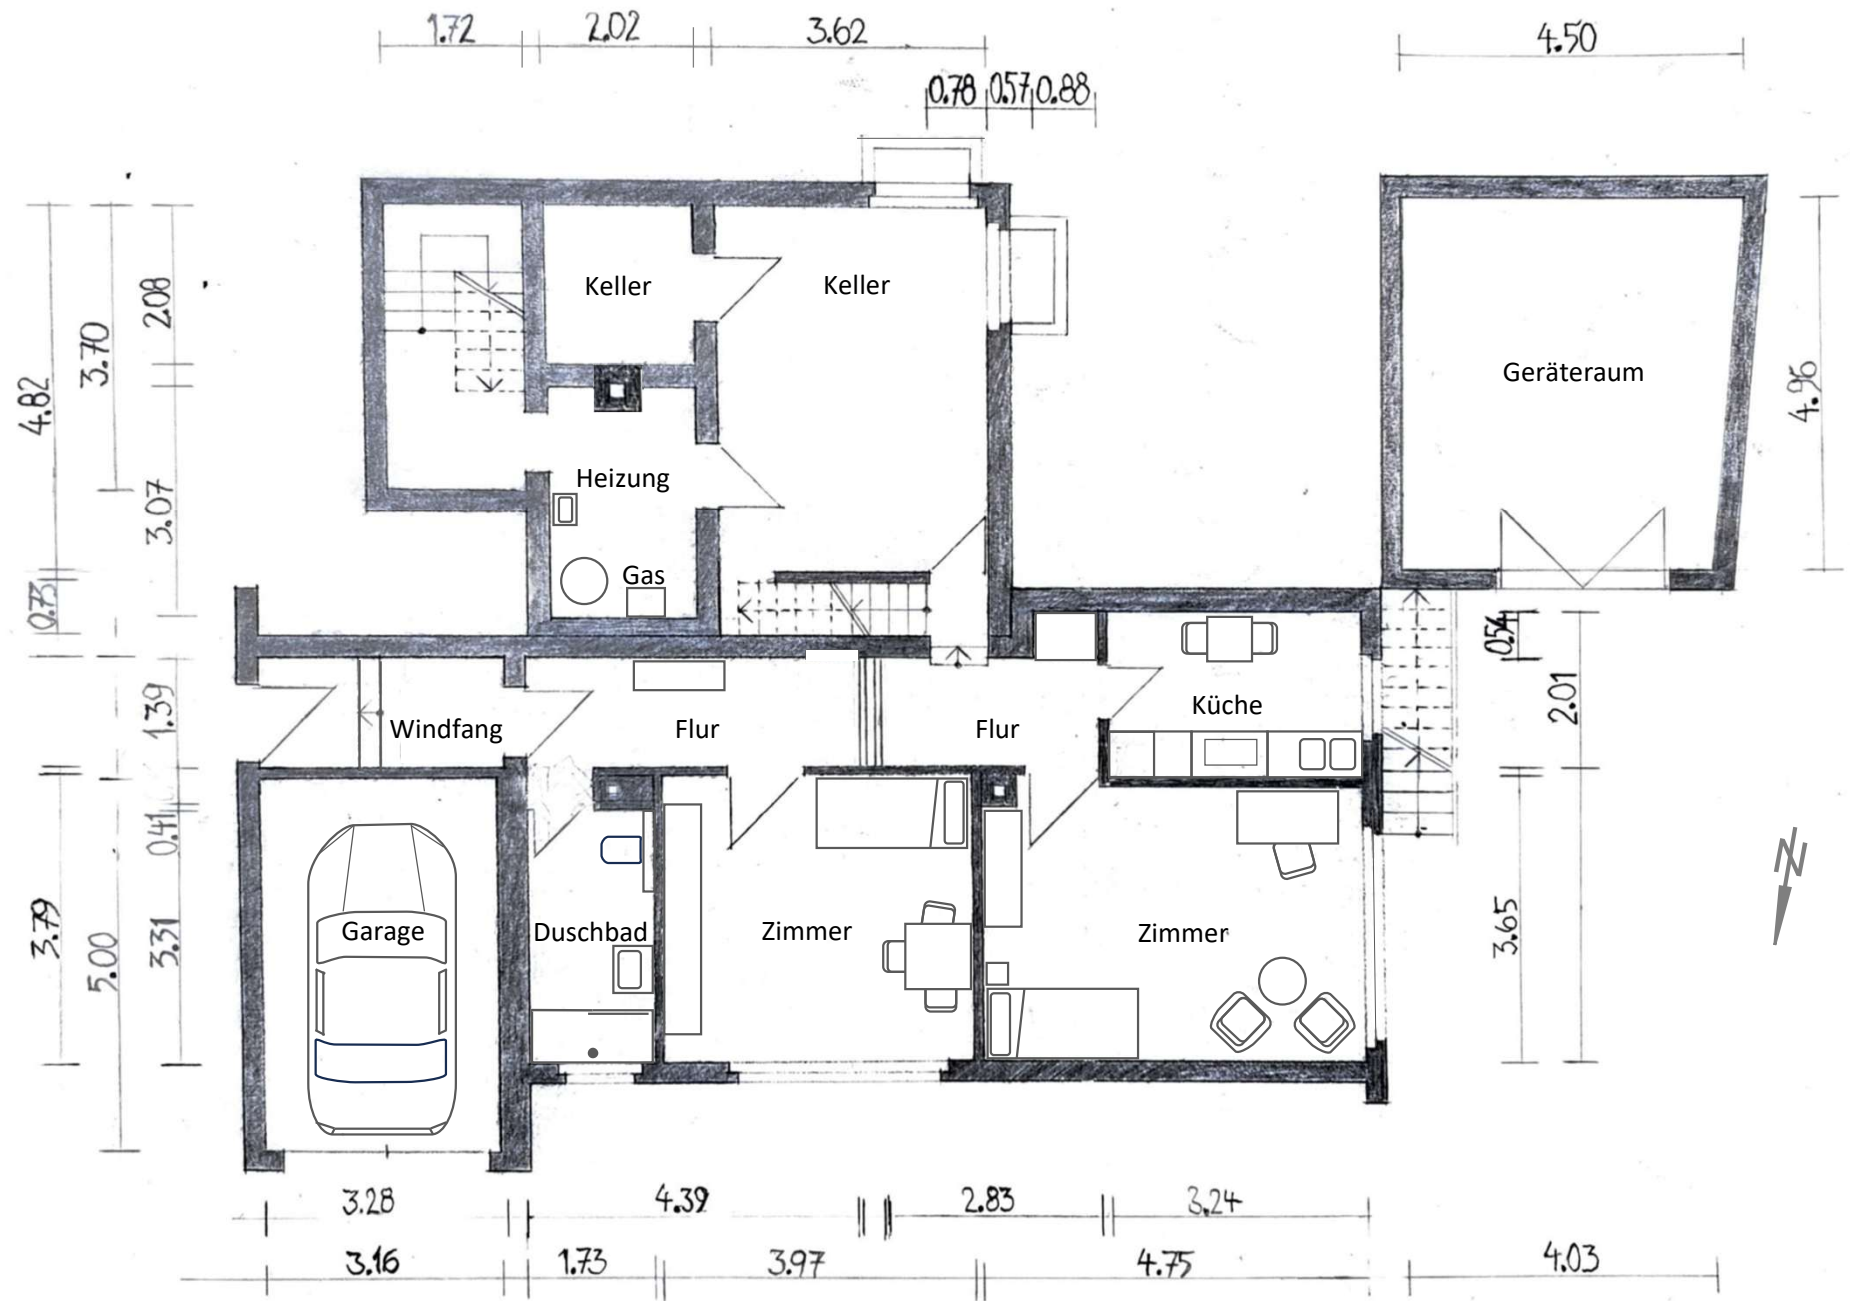 1.72 2.02 3.62 4.50
0.78 0.57 0.88
Keller Keller
2.08
3.70
4.82
Geräteraum
4.96
Heizung
3.07
Gas
0.73
0.54
2.01
1.39
Windfang Flur Flur Küche
0.41
3.79
5.00
3.31
Garage Duschbad Zimmer Zimmer
3.65
N
3.28 4.39 2.83 3.24
3.16 1.73 3.97 4.75 4.03